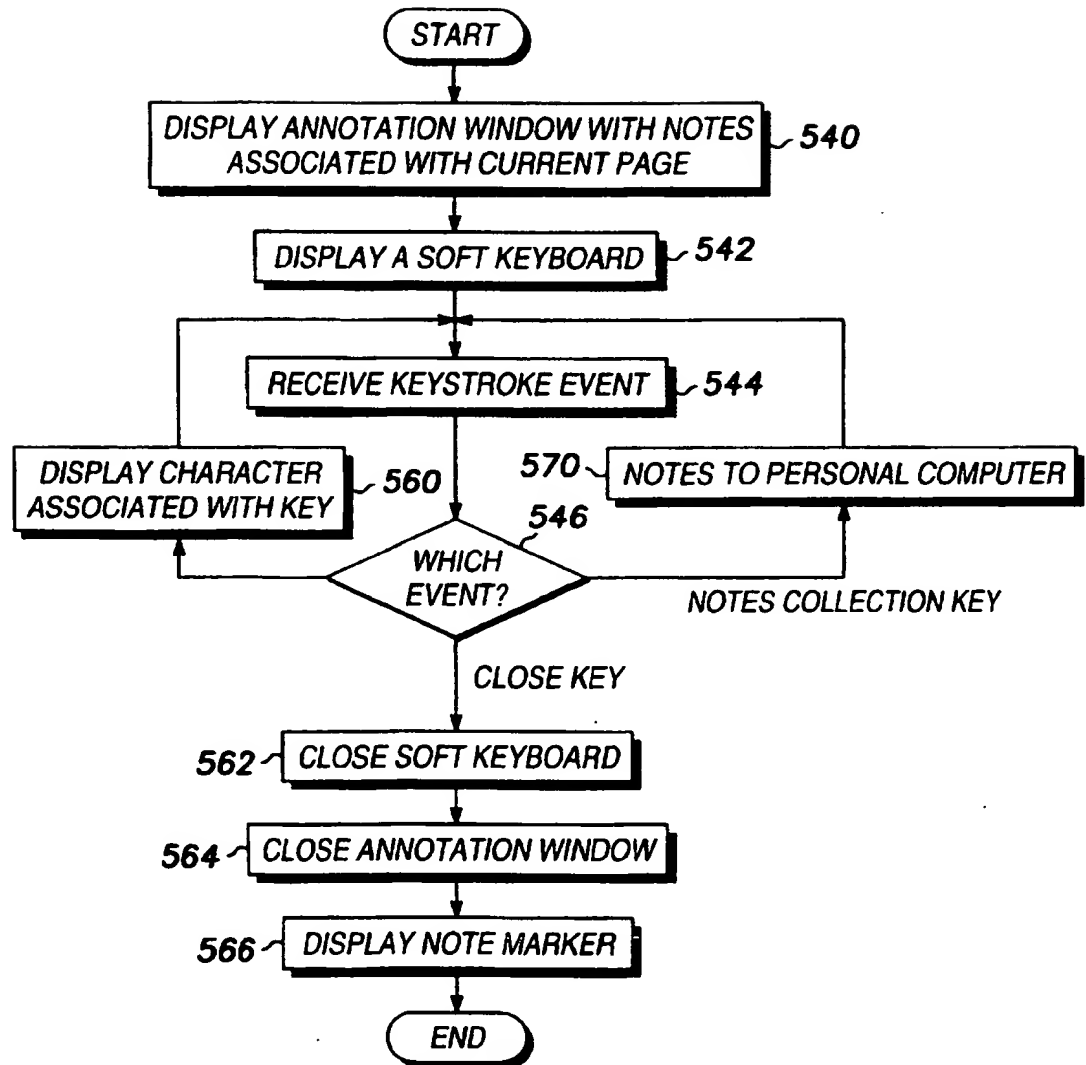 START
DISPLAY ANNOTATION WINDOW WITH NOTES
ASSOCIATED WITH CURRENT PAGE
540
DISPLAY A SOFT KEYBOARD
542
RECEIVE KEYSTROKE EVENT
544
DISPLAY CHARACTER
ASSOCIATED WITH KEY
560
570
NOTES TO PERSONAL COMPUTER
546
WHICH
EVENT?
NOTES COLLECTION KEY
CLOSE KEY
562
CLOSE SOFT KEYBOARD
564
CLOSE ANNOTATION WINDOW
566
DISPLAY NOTE MARKER
END